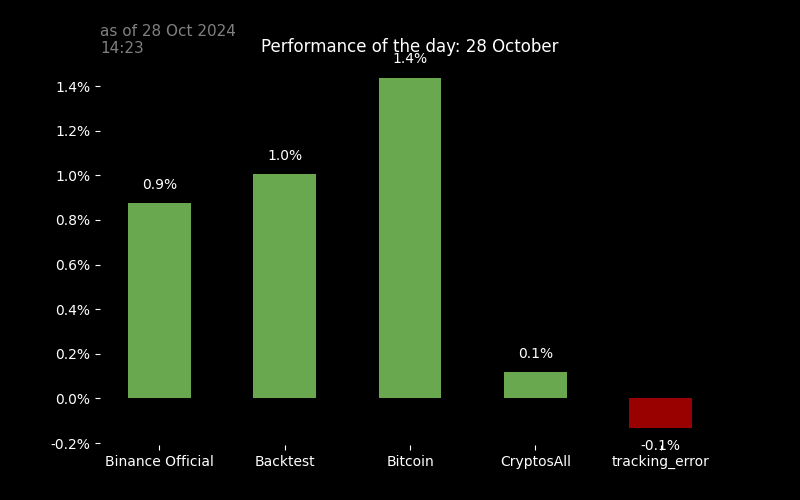 as of 28 Oct 2024
14:23
Performance of the day: 28 October
1.4%
1.4%
1.2%
1.0%
1.0%
0.9%
0.8%
0.6%
0.4%
0.1%
0.2%
0.0%
-0.2%
-0.1%
Binance Official
Backtest
Bitcoin
CryptosAll
tracking_error